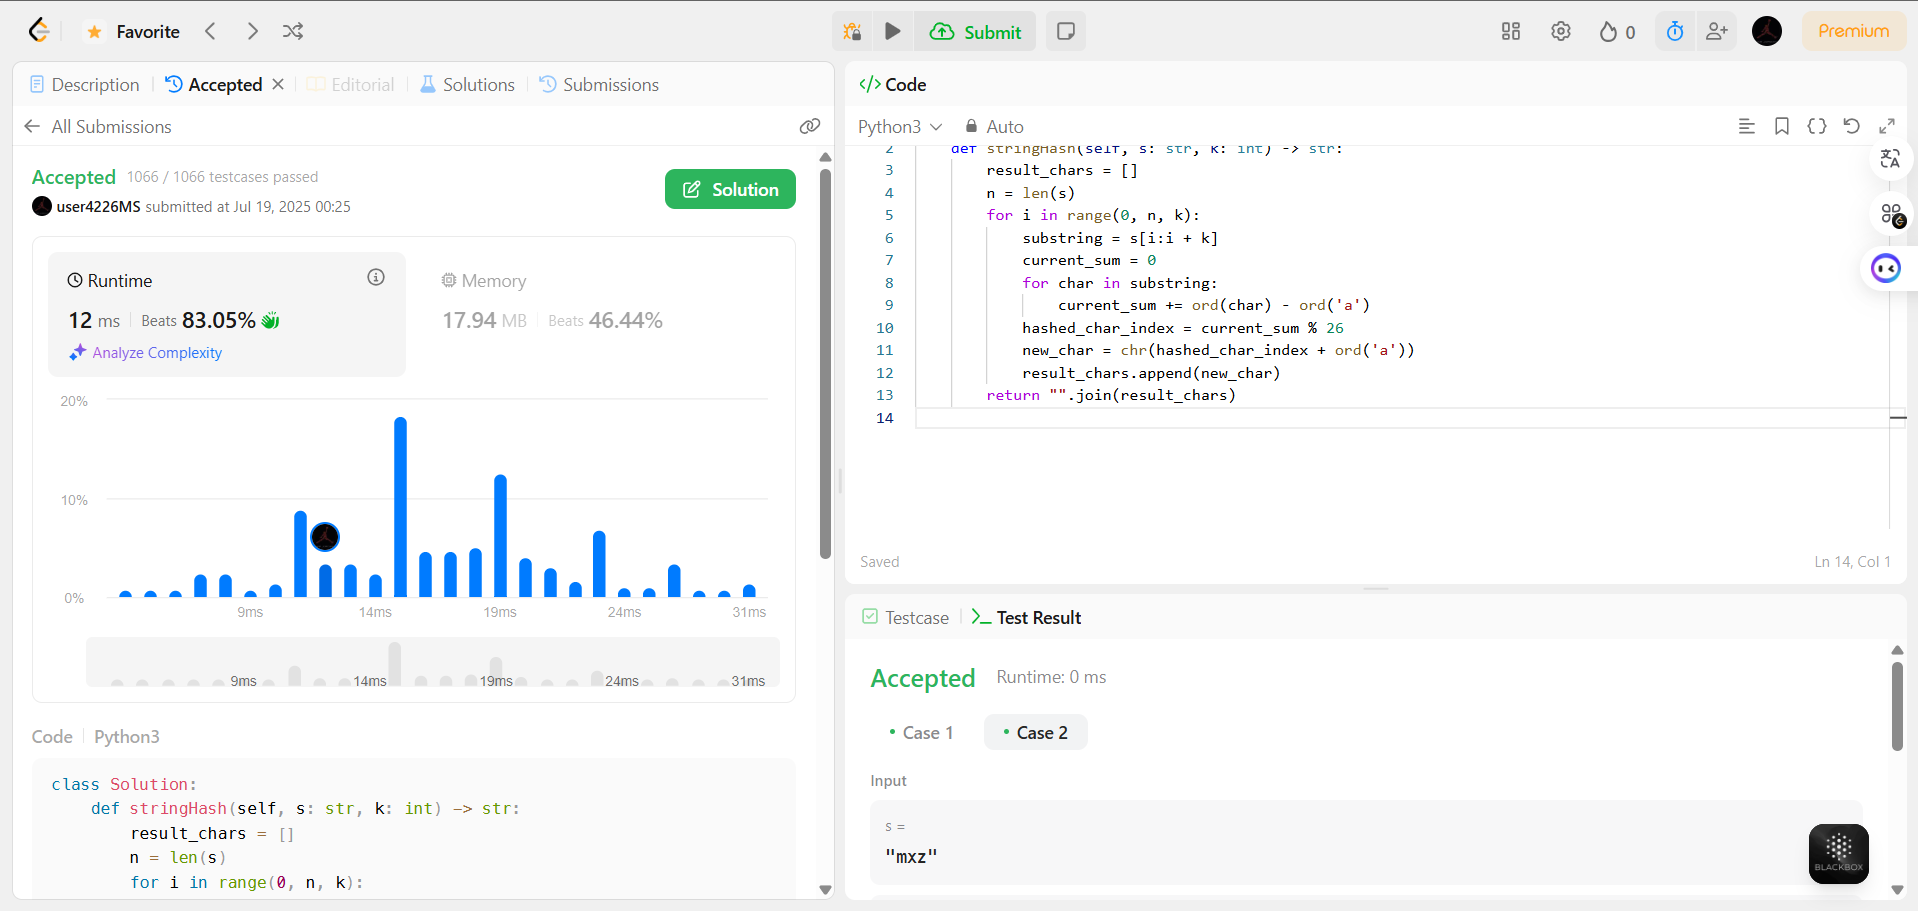 Favorite
Submit
0
Premium
Description
Accepted
Editorial
Solutions
Submissions
All Submissions
Accepted 1066 / 1066 testcases passed
user4226MS submitted at Jul 19, 2025 00:25
Solution
Runtime
12 ms Beats 83.05%
Analyze Complexity
Memory
17.94 MB Beats 46.44%
20%
10%
0%
9ms 14ms 19ms 24ms 31ms
9ms 14ms 19ms 24ms 31ms
Code Python3
class Solution:
    def stringHash(self, s: str, k: int) -> str:
        result_chars = []
        n = len(s)
        for i in range(0, n, k):
</> Code
Python3 Auto
2 def stringHash(self, s: str, k: int) -> str:
3 result_chars = []
4 n = len(s)
5 for i in range(0, n, k):
6 substring = s[i:i + k]
7 current_sum = 0
8 for char in substring:
9 current_sum += ord(char) - ord('a')
10 hashed_char_index = current_sum % 26
11 new_char = chr(hashed_char_index + ord('a'))
12 result_chars.append(new_char)
13 return "".join(result_chars)
14
Saved
Ln 14, Col 1
Testcase
Test Result
Accepted Runtime: 0 ms
Case 1
Case 2
Input
s =
"mxz"
BLACKBOX